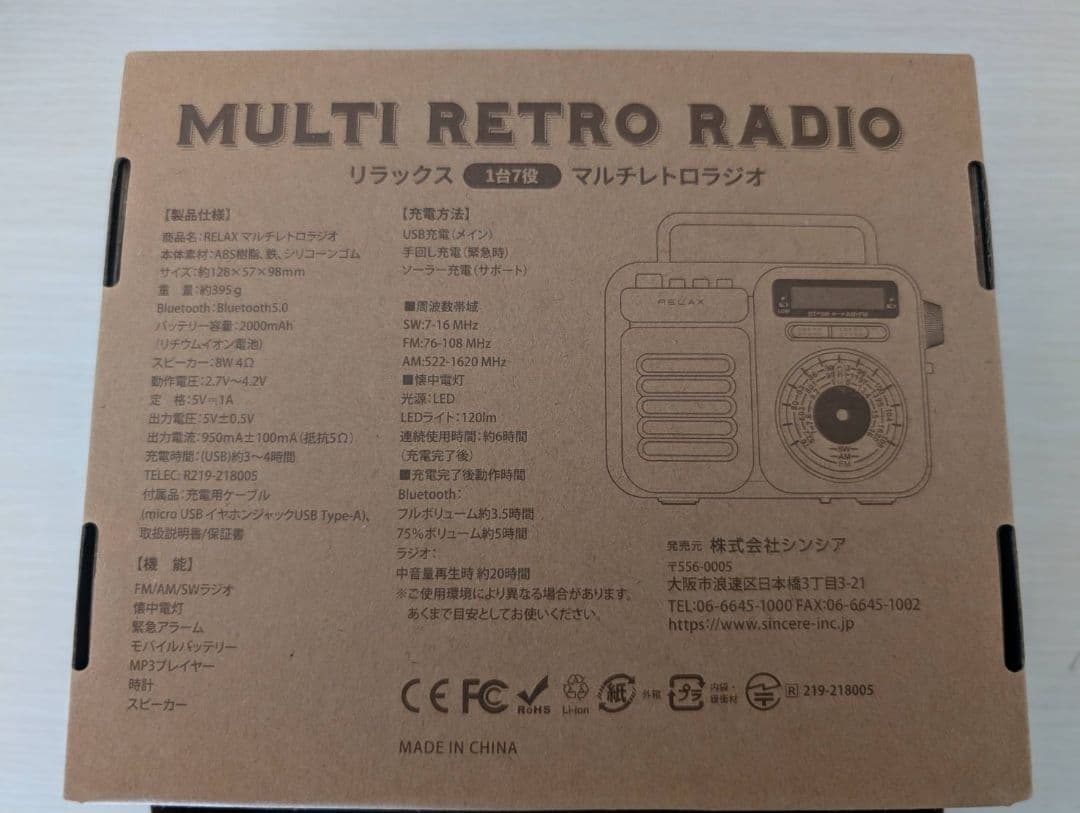 MULTI RETRO RADIO
リラックス 1台7役 マルチレトロラジオ
【製品仕様】
商品名：RELAX マルチレトロラジオ
本体素材：ABS樹脂、鉄、シリコーンゴム
サイズ：約128×57×98mm
重　量：約395g
Bluetooth：Bluetooth5.0
バッテリー容量：2000mAh
(リチウムイオン電池)
スピーカー：8W 4Ω
動作電圧：2.7V～4.2V
定　格：5V⎓1A
出力電圧：5V±0.5V
出力電流：950mA±100mA（抵抗5Ω）
充電時間：(USB)約3～4時間
TELEC: R219-218005
付属品：充電用ケーブル
(micro USB イヤホンジャックUSB Type-A)、
取扱説明書/保証書
【機　能】
FM/AM/SWラジオ
懐中電灯
緊急アラーム
モバイルバッテリー
MP3プレイヤー
時計
スピーカー
【充電方法】
USB充電（メイン）
手回し充電（緊急時）
ソーラー充電（サポート）
■周波数帯域
SW:7-16 MHz
FM:76-108 MHz
AM:522-1620 MHz
■懐中電灯
光源：LED
LEDライト：120lm
連続使用時間：約6時間
（充電完了後）
■充電完了後動作時間
Bluetooth：
フルボリューム約3.5時間
75%ボリューム約5時間
ラジオ：
中音量再生時 約20時間
※ご使用環境により異なる場合があります。
あくまで目安としてお使いください。
RELAX
SW
AM
FM
発売元 株式会社シンシア
〒556-0005
大阪市浪速区日本橋3丁目3-21
TEL:06-6645-1000 FAX:06-6645-1002
https://www.sincere-inc.jp
CE FC RoHS Li-ion 紙 外箱 プラ 内袋・緩衝材 R 219-218005
MADE IN CHINA